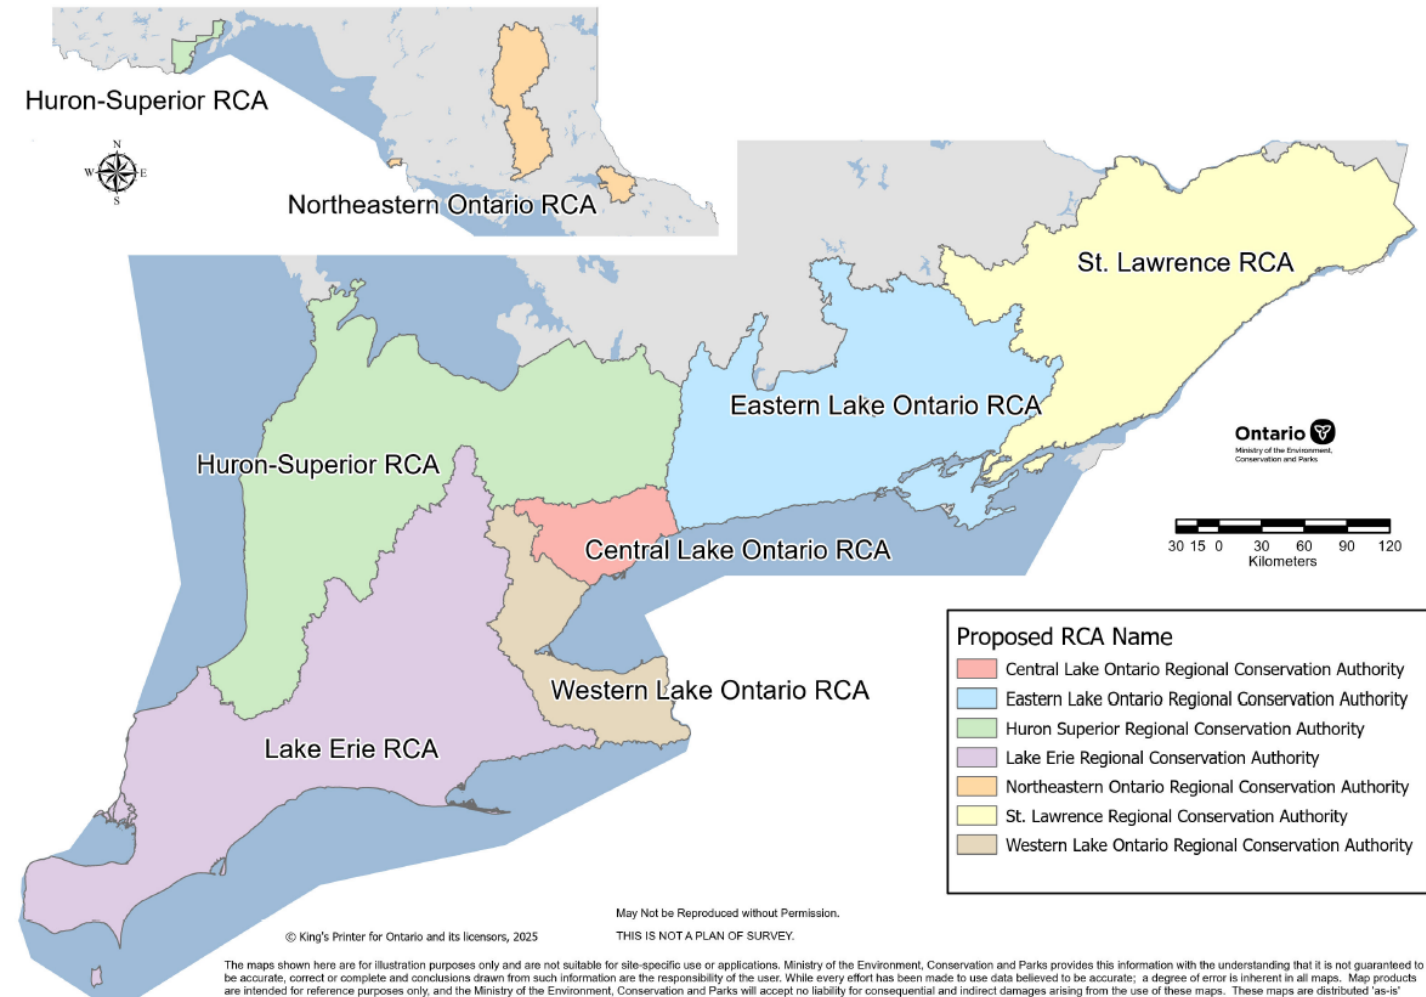 Huron-Superior RCA
N
W E
S
Northeastern Ontario RCA
St. Lawrence RCA
Eastern Lake Ontario RCA
Huron-Superior RCA
Ontario
Ministry of the Environment,
Conservation and Parks
Central Lake Ontario RCA
30 15 0 30 60 90 120
Kilometers
Western Lake Ontario RCA
Lake Erie RCA
Proposed RCA Name
Central Lake Ontario Regional Conservation Authority
Eastern Lake Ontario Regional Conservation Authority
Huron Superior Regional Conservation Authority
Lake Erie Regional Conservation Authority
Northeastern Ontario Regional Conservation Authority
St. Lawrence Regional Conservation Authority
Western Lake Ontario Regional Conservation Authority
May Not be Reproduced without Permission.
© King's Printer for Ontario and its licensors, 2025
THIS IS NOT A PLAN OF SURVEY.
The maps shown here are for illustration purposes only and are not suitable for site-specific use or applications. Ministry of the Environment, Conservation and Parks provides this information with the understanding that it is not guaranteed to
be accurate, correct or complete and conclusions drawn from such information are the responsibility of the user. While every effort has been made to use data believed to be accurate; a degree of error is inherent in all maps. Map products
are intended for reference purposes only, and the Ministry of the Environment, Conservation and Parks will accept no liability for consequential and indirect damages arising from the use of these maps. These maps are distributed 'as-is'